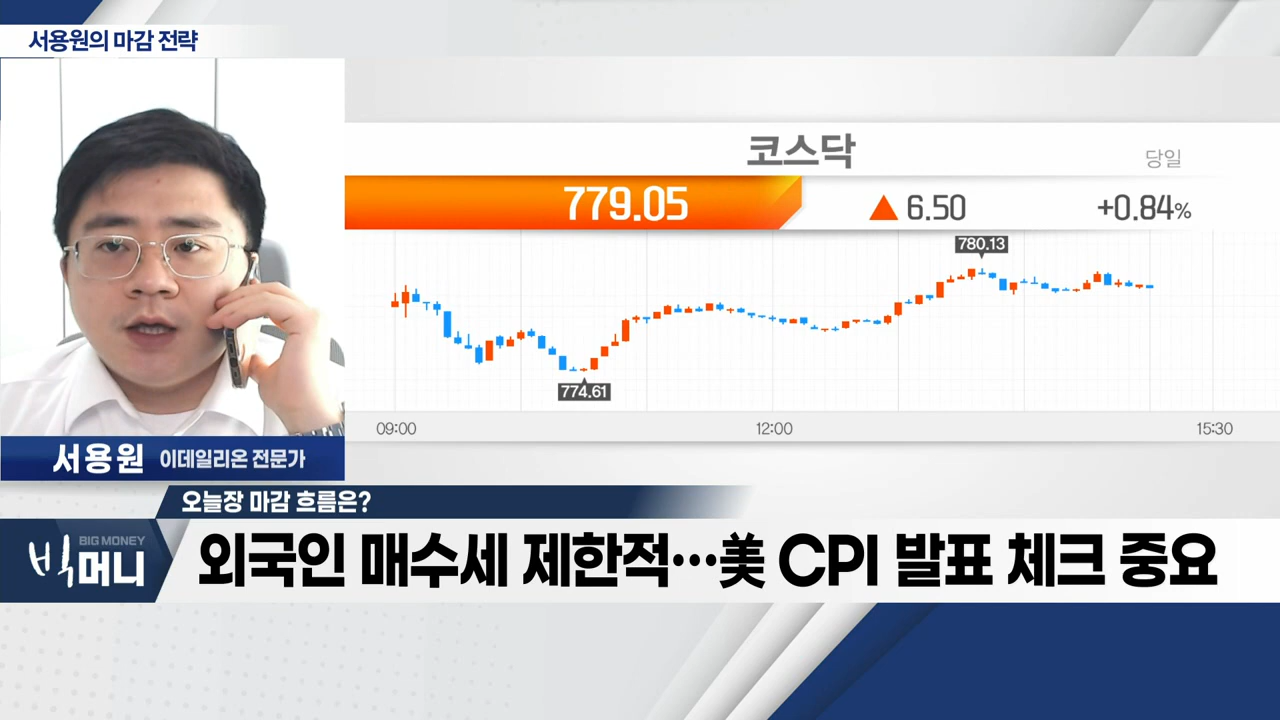 서용원의 마감 전략
코스닥
당일
779.05 ▲ 6.50 +0.84%
780.13
774.61
09:00 12:00 15:30
서용원 이데일리온 전문가
오늘장 마감 흐름은?
BIG MONEY
빅머니
외국인 매수세 제한적…美 CPI 발표 체크 중요